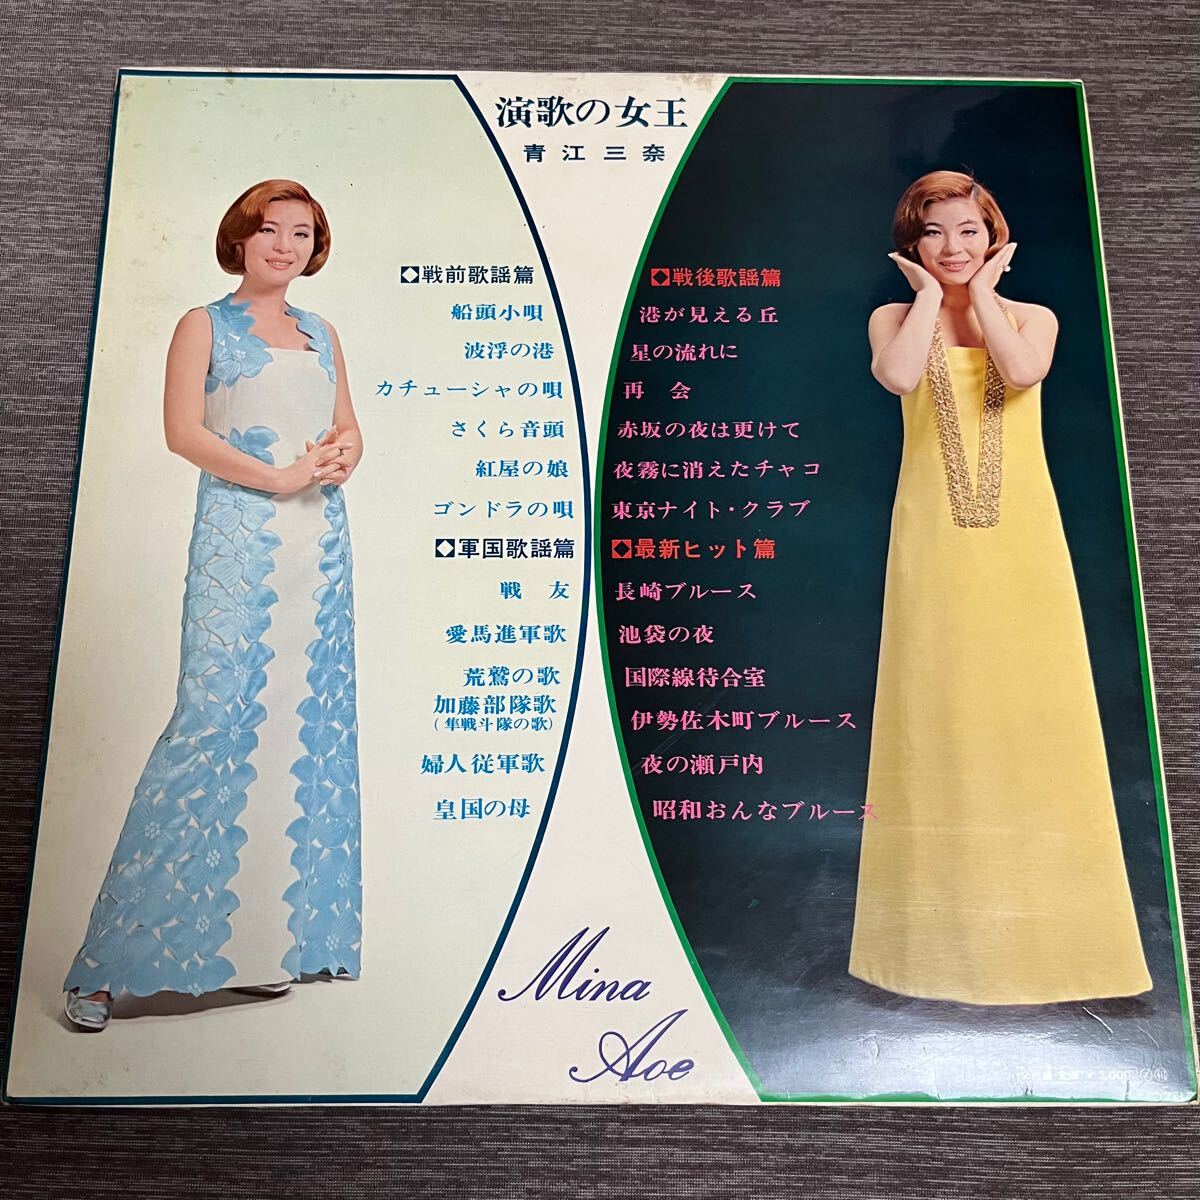 演歌の女王
青江三奈
◇戦前歌謡篇
船頭小唄
波浮の港
カチューシャの唄
さくら音頭
紅屋の娘
ゴンドラの唄
◇軍国歌謡篇
戦友
愛馬進軍歌
荒鷲の歌
加藤部隊歌
(隼戦斗隊の歌)
婦人従軍歌
皇国の母
◇戦後歌謡篇
港が見える丘
星の流れに
再会
赤坂の夜は更けて
夜霧に消えたチャコ
東京ナイト・クラブ
◇最新ヒット篇
長崎ブルース
池袋の夜
国際線待合室
伊勢佐木町ブルース
夜の瀬戸内
昭和おんなブルース
Mina
Aoe
¥3,000